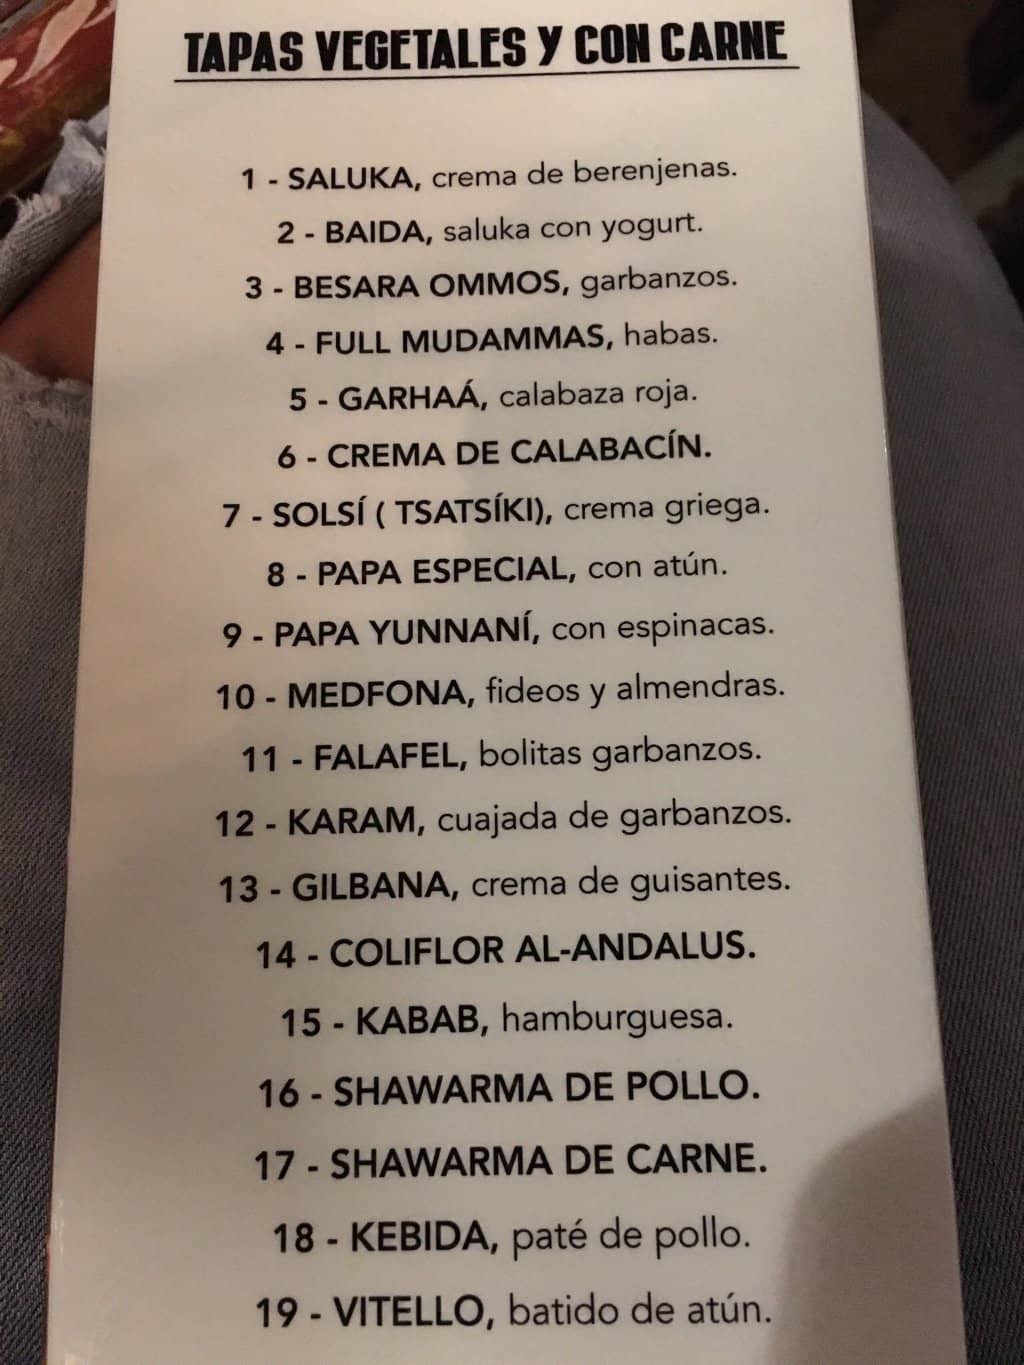 TAPAS VEGETALES Y CON CARNE
1 - SALUKA, crema de berenjenas.
2 - BAIDA, saluka con yogurt.
3 - BESARA OMMOS, garbanzos.
4 - FULL MUDAMMAS, habas.
5 - GARHAÁ, calabaza roja.
6 - CREMA DE CALABACÍN.
7 - SOLSÍ ( TSATSÍKI), crema griega.
8 - PAPA ESPECIAL, con atún.
9 - PAPA YUNNANÍ, con espinacas.
10 - MEDFONA, fideos y almendras.
11 - FALAFEL, bolitas garbanzos.
12 - KARAM, cuajada de garbanzos.
13 - GILBANA, crema de guisantes.
14 - COLIFLOR AL-ANDALUS.
15 - KABAB, hamburguesa.
16 - SHAWARMA DE POLLO.
17 - SHAWARMA DE CARNE.
18 - KEBIDA, paté de pollo.
19 - VITELLO, batido de atún.